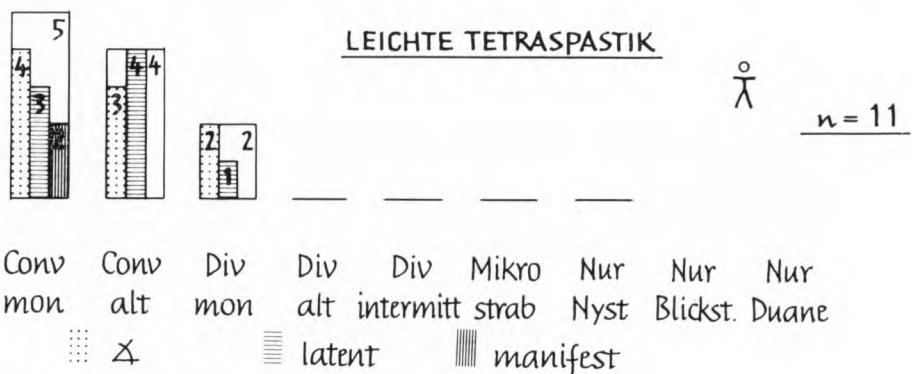 LEICHTE TETRASPASTIK
n = 11
5
4
3
2
3
4
4
2
1
2
Conv mon
Conv alt
Div mon
Div alt
Div intermitt
Mikro strab
Nur Nyst
Nur Blickst.
Nur Duane
∡
latent
manifest